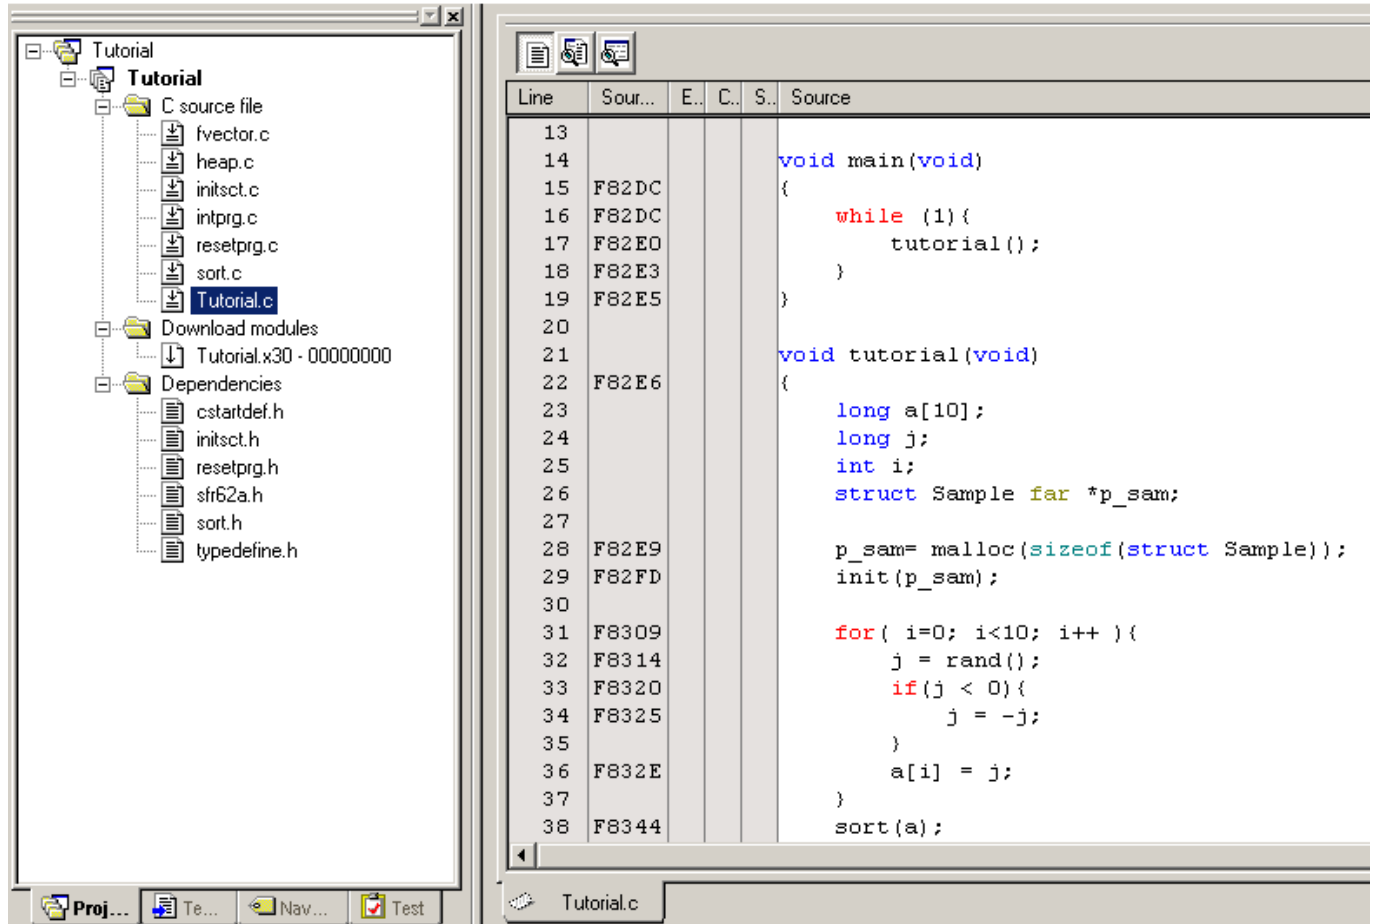 Tutorial
Tutorial
C source file
fvector.c
heap.c
initsct.c
intprg.c
resetprg.c
sort.c
Tutorial.c
Download modules
Tutorial.x30 - 00000000
Dependencies
cstartdef.h
initsct.h
resetprg.h
sfr62a.h
sort.h
typedefine.h
Proj... Te... Nav... Test
Line Sour... E.. C.. S.. Source
13
14 void main(void)
15 F82DC {
16 F82DC while (1){
17 F82E0 tutorial();
18 F82E3 }
19 F82E5 }
20
21 void tutorial(void)
22 F82E6 {
23 long a[10];
24 long j;
25 int i;
26 struct Sample far *p_sam;
27
28 F82E9 p_sam= malloc(sizeof(struct Sample));
29 F82FD init(p_sam);
30
31 F8309 for( i=0; i<10; i++ ){
32 F8314 j = rand();
33 F8320 if(j < 0){
34 F8325 j = -j;
35 }
36 F832E a[i] = j;
37 }
38 F8344 sort(a);
Tutorial.c